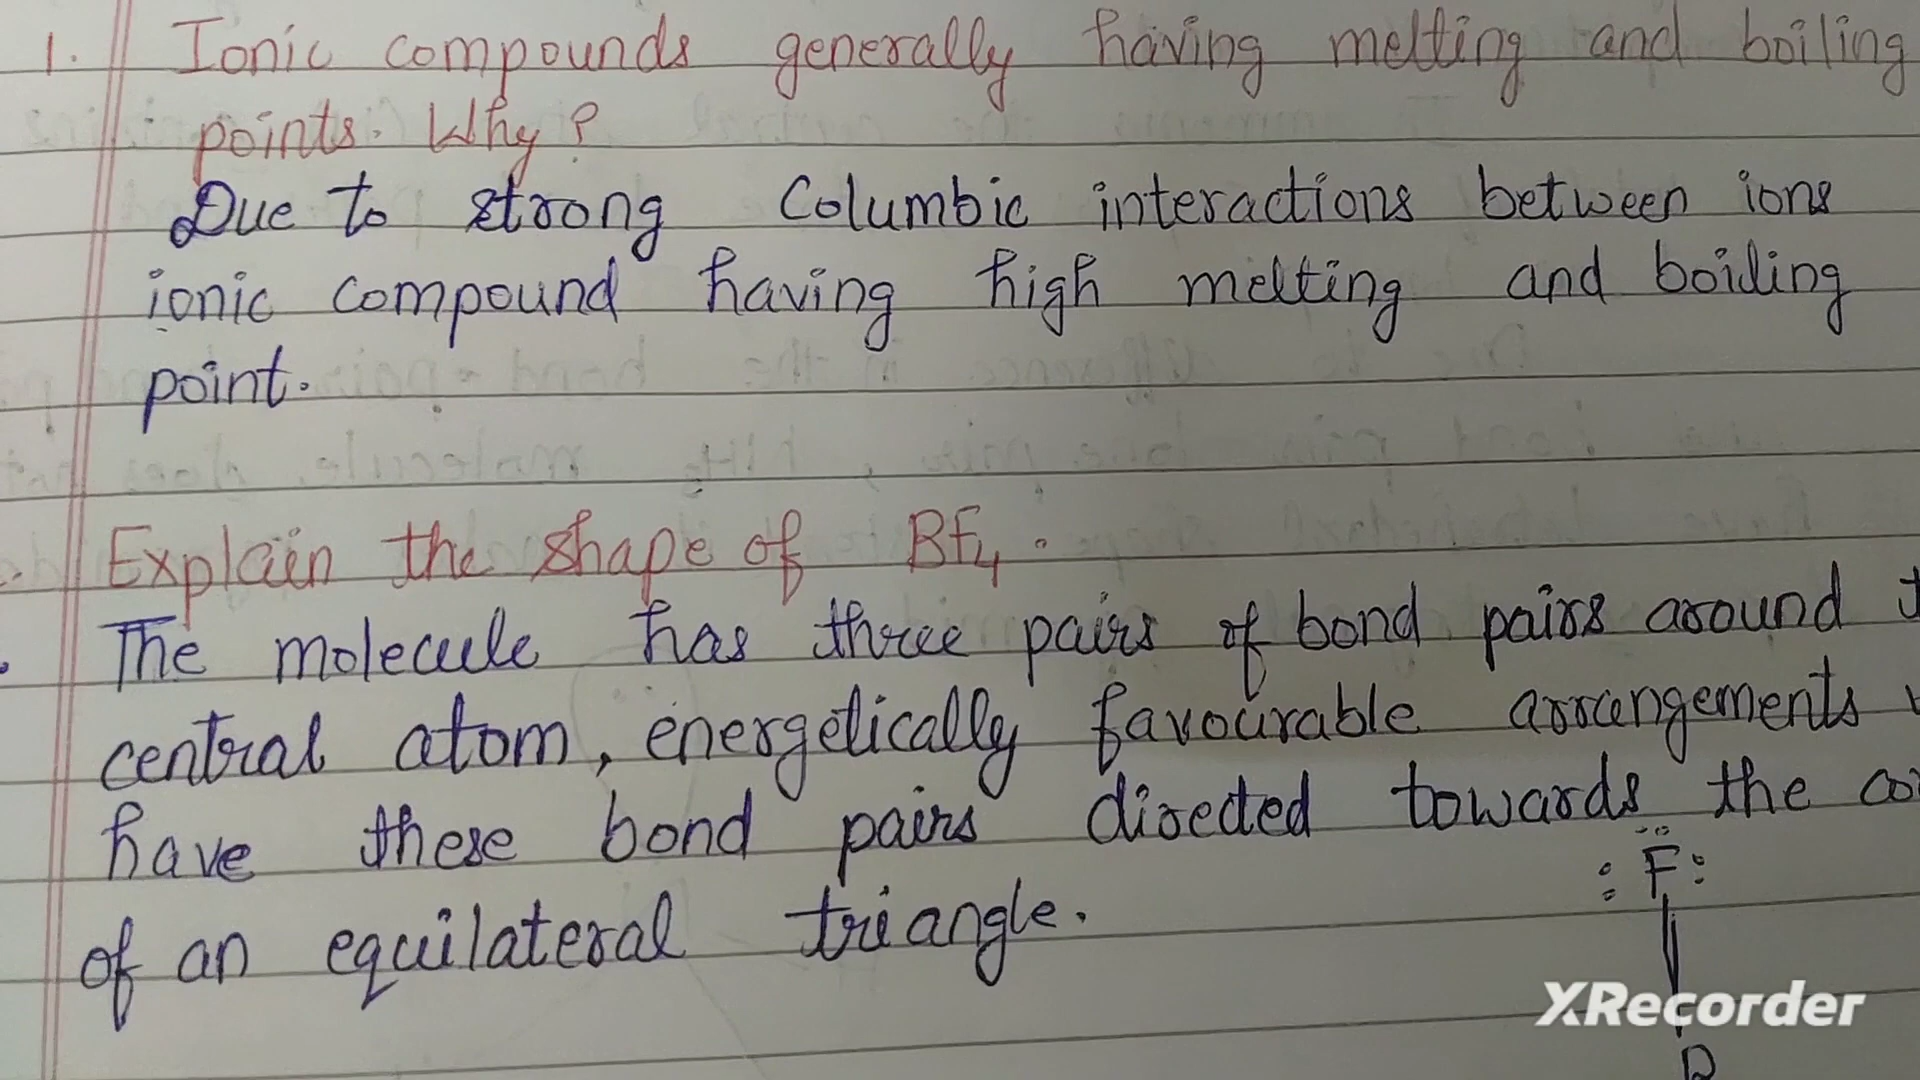 1. Ionic compounds generally having melting and boiling
points. Why?
Due to strong Columbic interactions between ions
ionic compound having high melting and boiling
point.
Explain the shape of BF4.
The molecule has three pairs of bond pairs around
central atom, energetically favourable arrangements
have these bond pairs directed towards the
of an equilateral triangle.
: F :
XRecorder